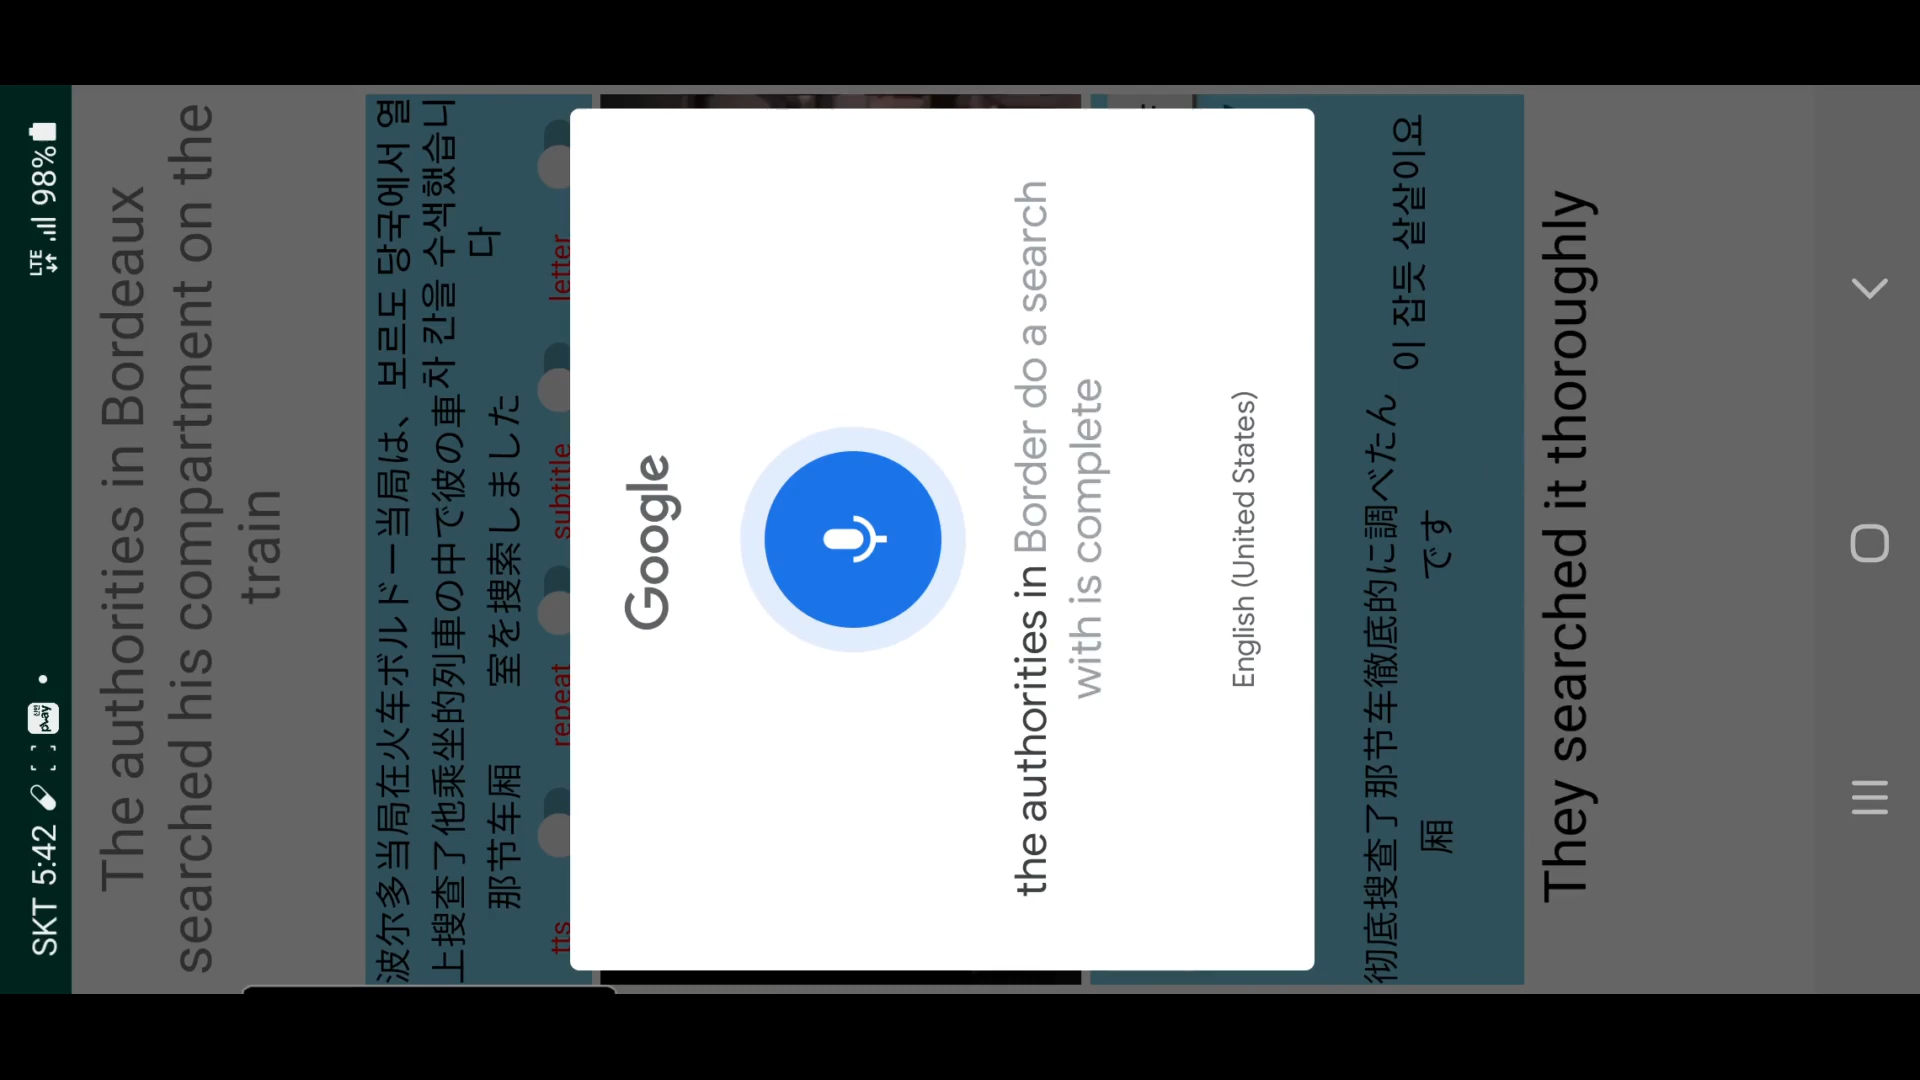 SKT 5:42
LTE
98%
The authorities in Bordeaux
searched his compartment on the
train
波尔多当局在火车
上搜查了他乘坐的
那节车厢
ボルドー当局は、
列車の中で彼の車
室を捜索しました
보르도 당국에서 열
차 칸을 수색했습니
다
tts
repeat
subtitle
letter
Google
the authorities in Border do a search
with is complete
English (United States)
彻底搜查了那节车
厢
徹底的に調べたん
です
이 잡듯 샅샅이요
They searched it thoroughly